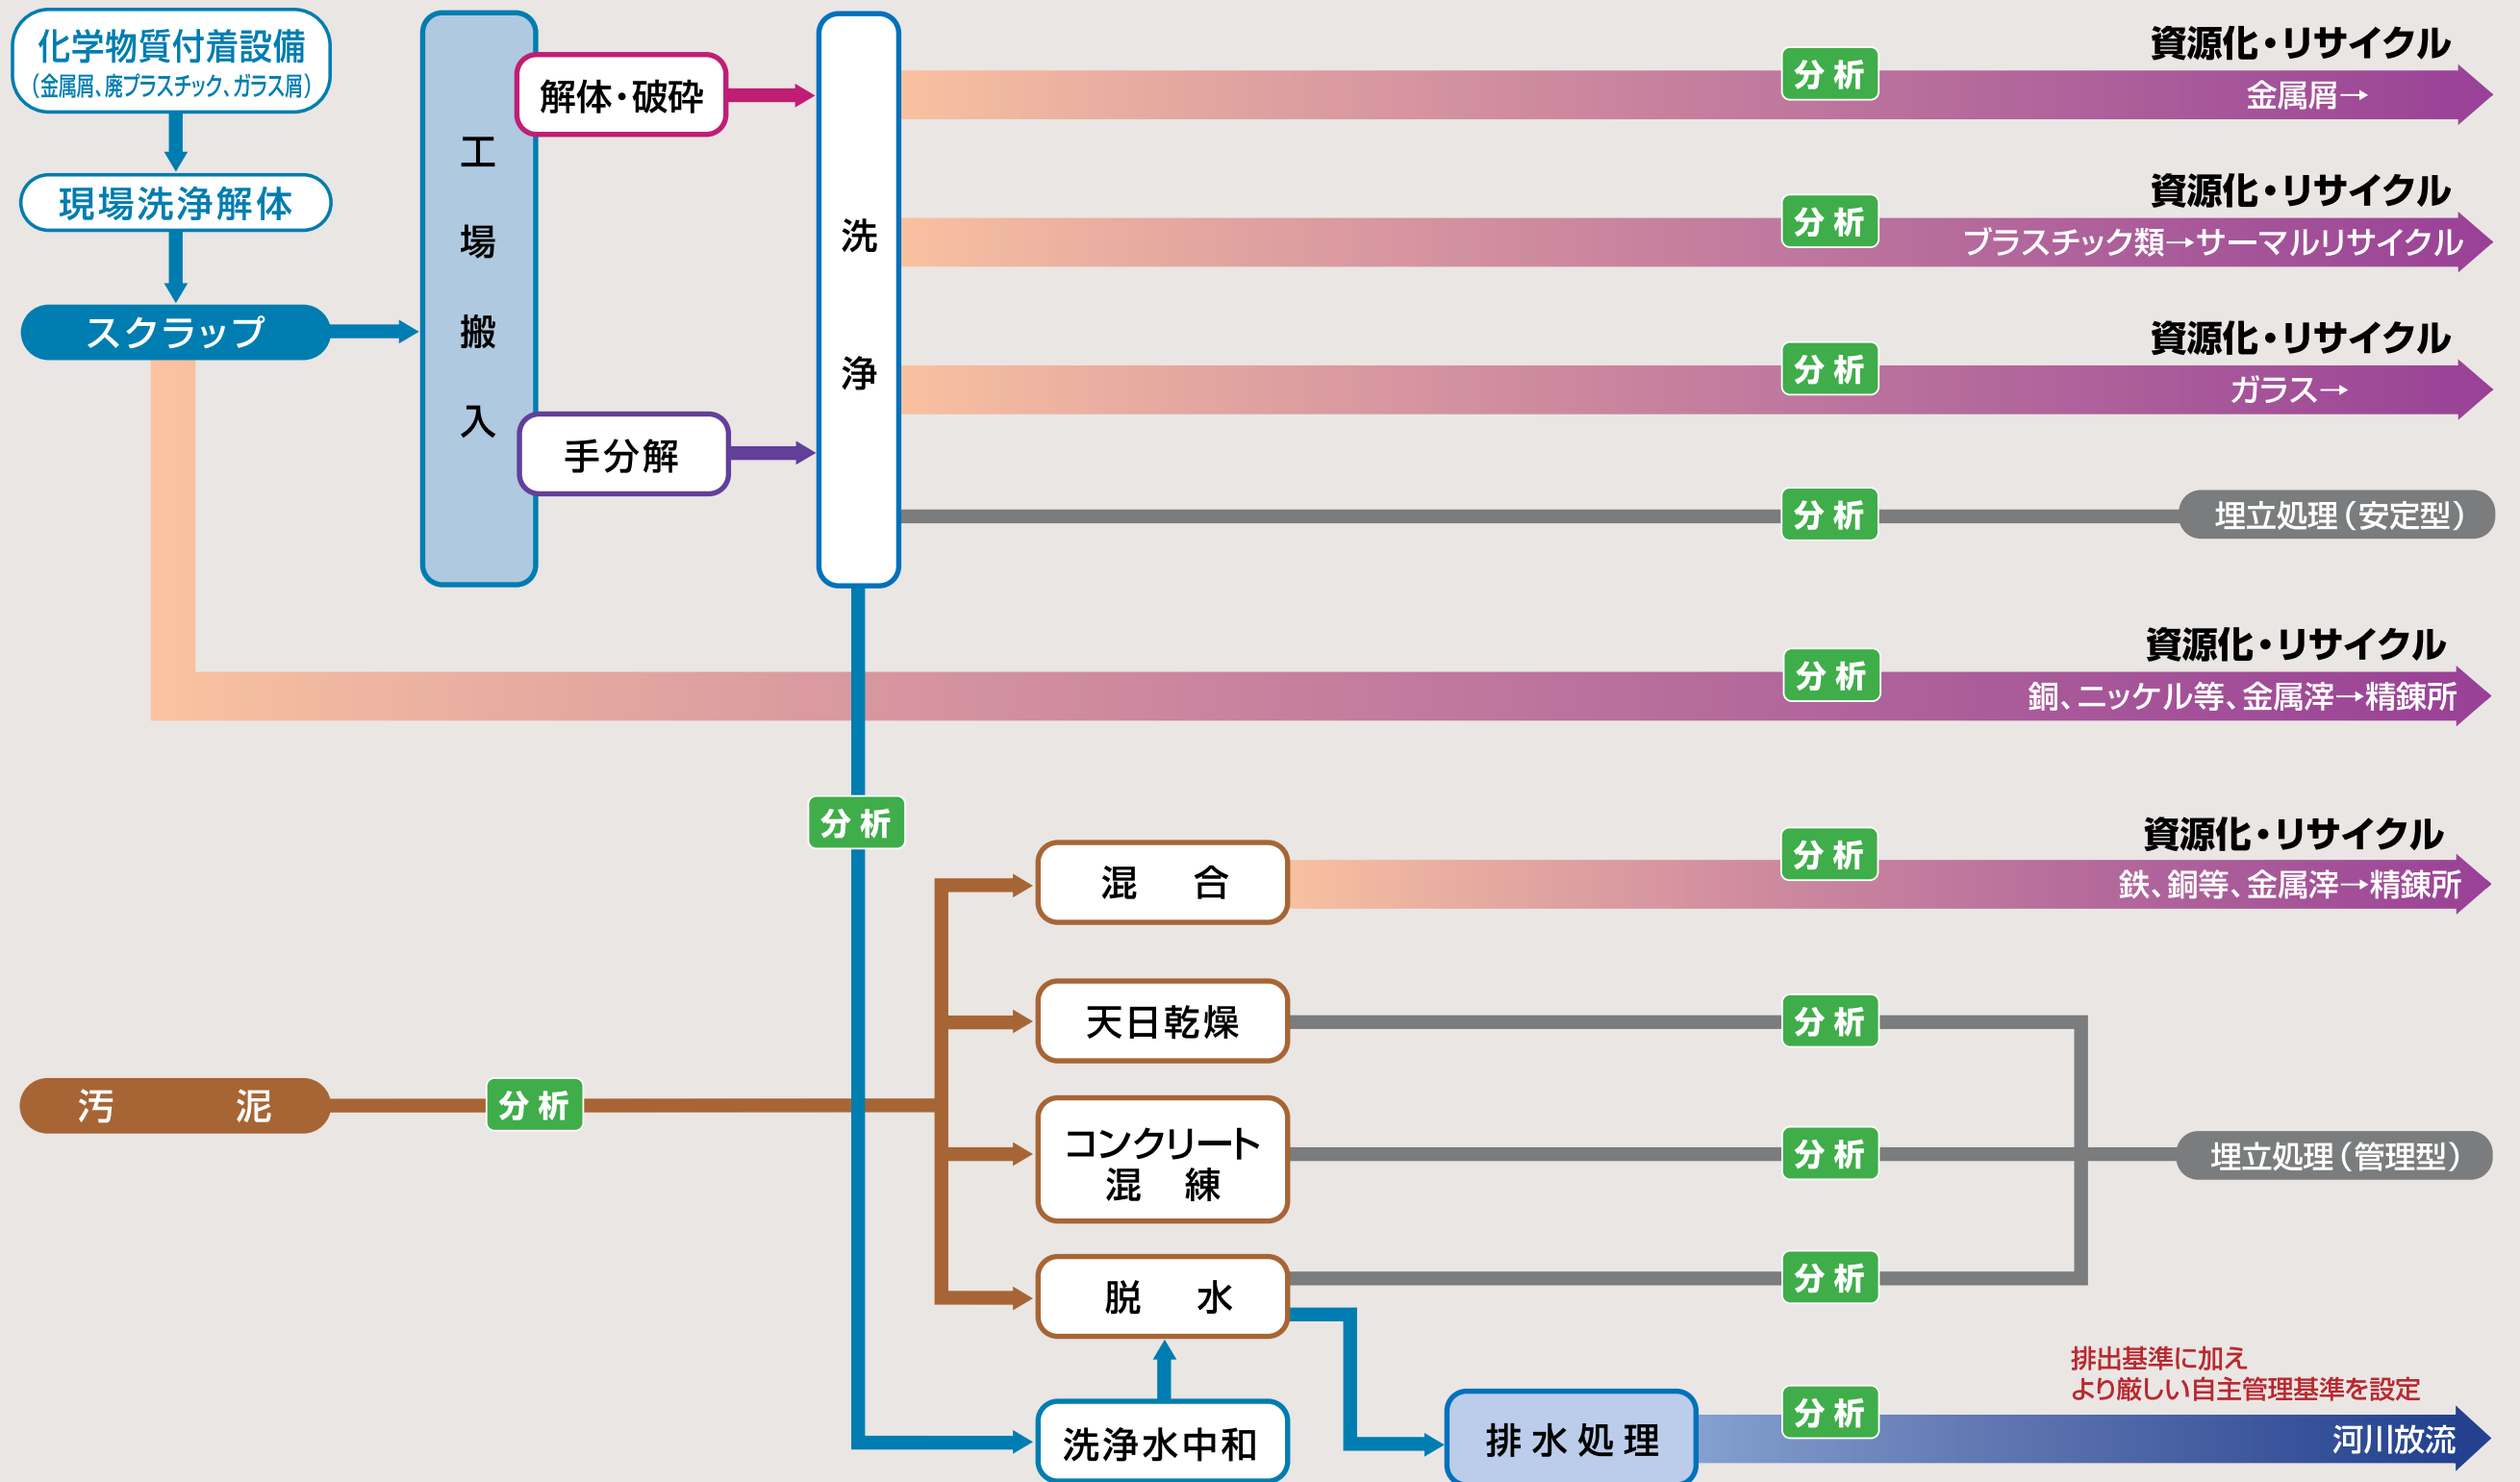 化学物質付着設備
（金属屑、廃プラスチック、ガラス屑）
現場洗浄解体
スクラップ
工場搬入
解体・破砕
手分解
洗浄
分析
資源化・リサイクル
金属屑→
分析
資源化・リサイクル
プラスチック類→サーマルリサイクル
分析
資源化・リサイクル
ガラス→
分析
埋立処理（安定型）
分析
資源化・リサイクル
銅、ニッケル等、金属滓→精錬所
分析
混合
分析
資源化・リサイクル
鉄、銅等、金属滓→精錬所
天日乾燥
分析
汚泥
分析
コンクリート
混練
分析
埋立処理（管理型）
脱水
分析
洗浄水中和
排水処理
分析
排出基準に加え
より厳しい自主管理基準を設定
河川放流